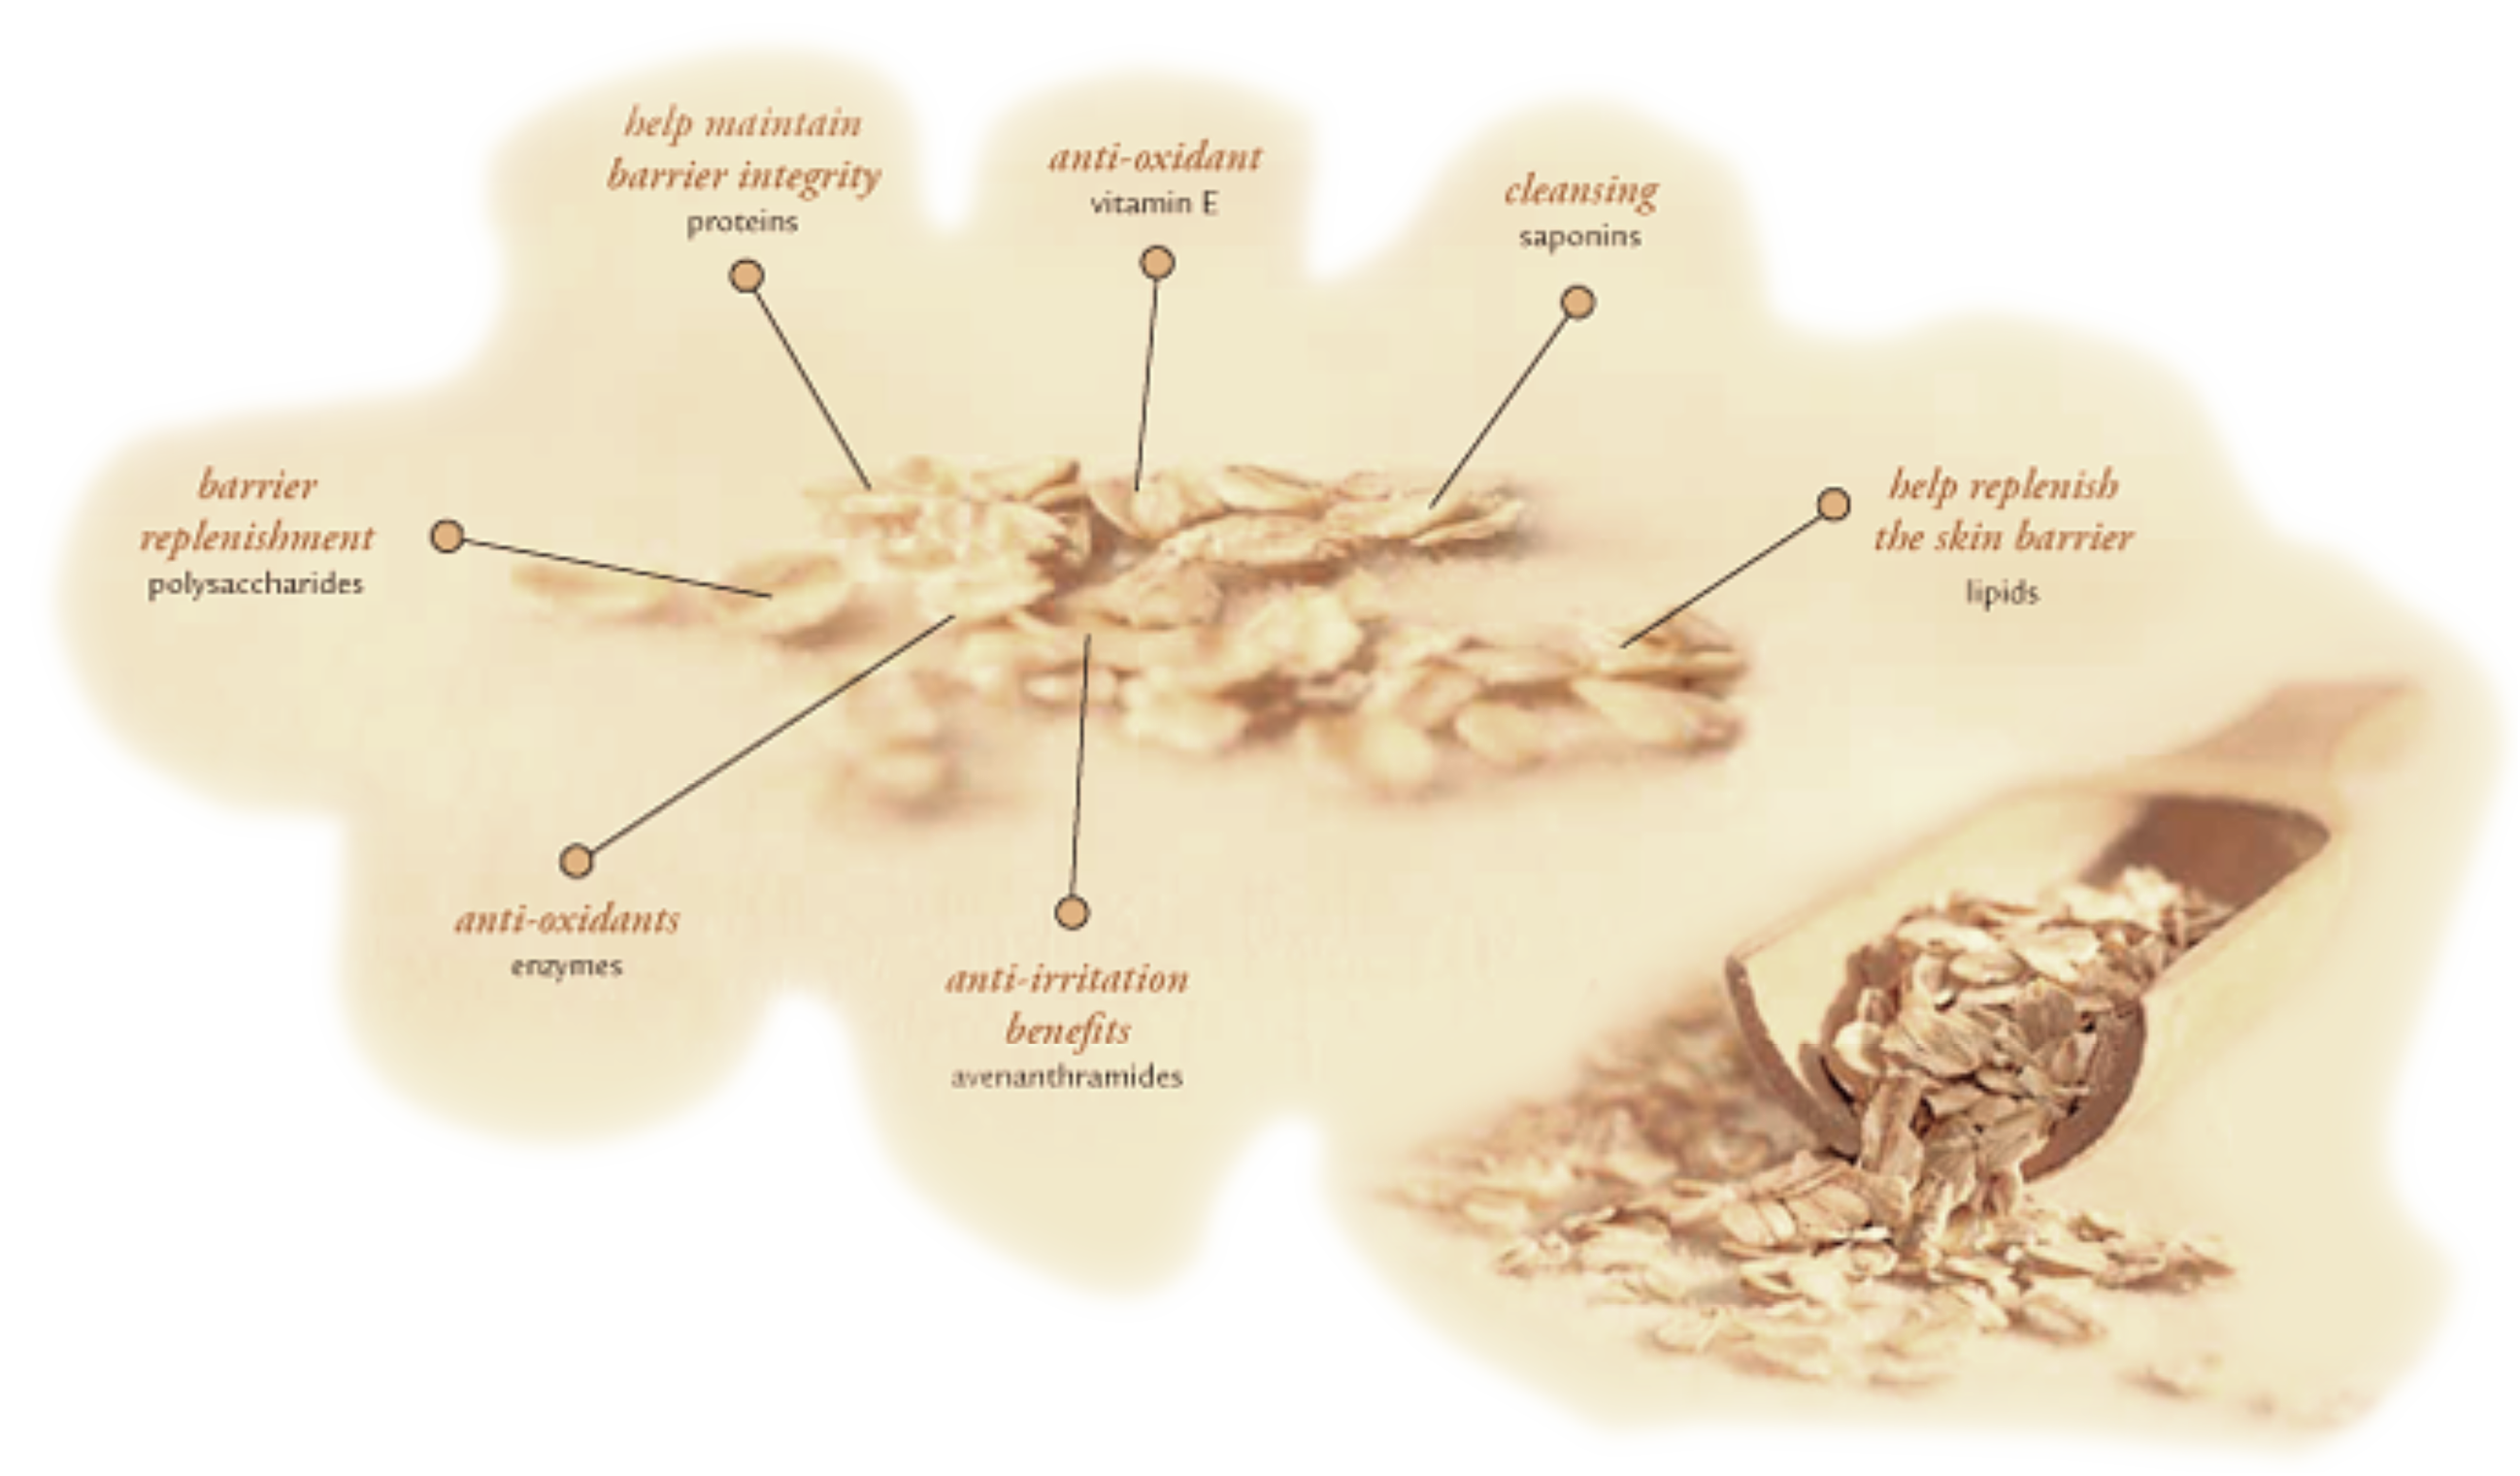 help maintain
barrier integrity
proteins
anti-oxidant
vitamin E
cleansing
saponins
barrier
replenishment
polysaccharides
help replenish
the skin barrier
lipids
anti-oxidants
enzymes
anti-irritation
benefits
avenanthramides